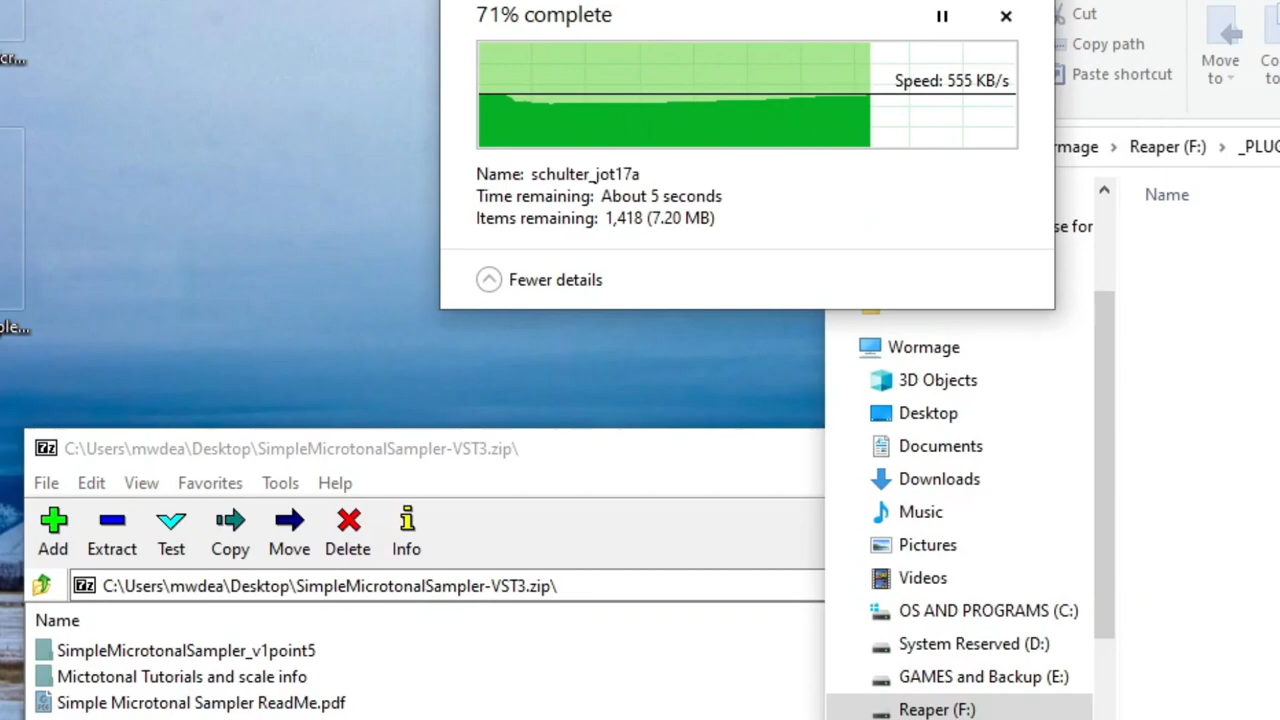 71% complete
Speed: 555 KB/s
Name: schulter_jot17a
Time remaining: About 5 seconds
Items remaining: 1,418 (7.20 MB)
Fewer details
Cut
Copy path
Paste shortcut
Move
to
Reaper (F:) › _PLUG
Name
Wormage
3D Objects
Desktop
Documents
Downloads
Music
Pictures
Videos
OS AND PROGRAMS (C:)
System Reserved (D:)
GAMES and Backup (E:)
Reaper (F:)
C:\Users\mwdea\Desktop\SimpleMicrotonalSampler-VST3.zip\
File Edit View Favorites Tools Help
Add Extract Test Copy Move Delete Info
C:\Users\mwdea\Desktop\SimpleMicrotonalSampler-VST3.zip\
Name
SimpleMicrotonalSampler_v1point5
Mictotonal Tutorials and scale info
Simple Microtonal Sampler ReadMe.pdf